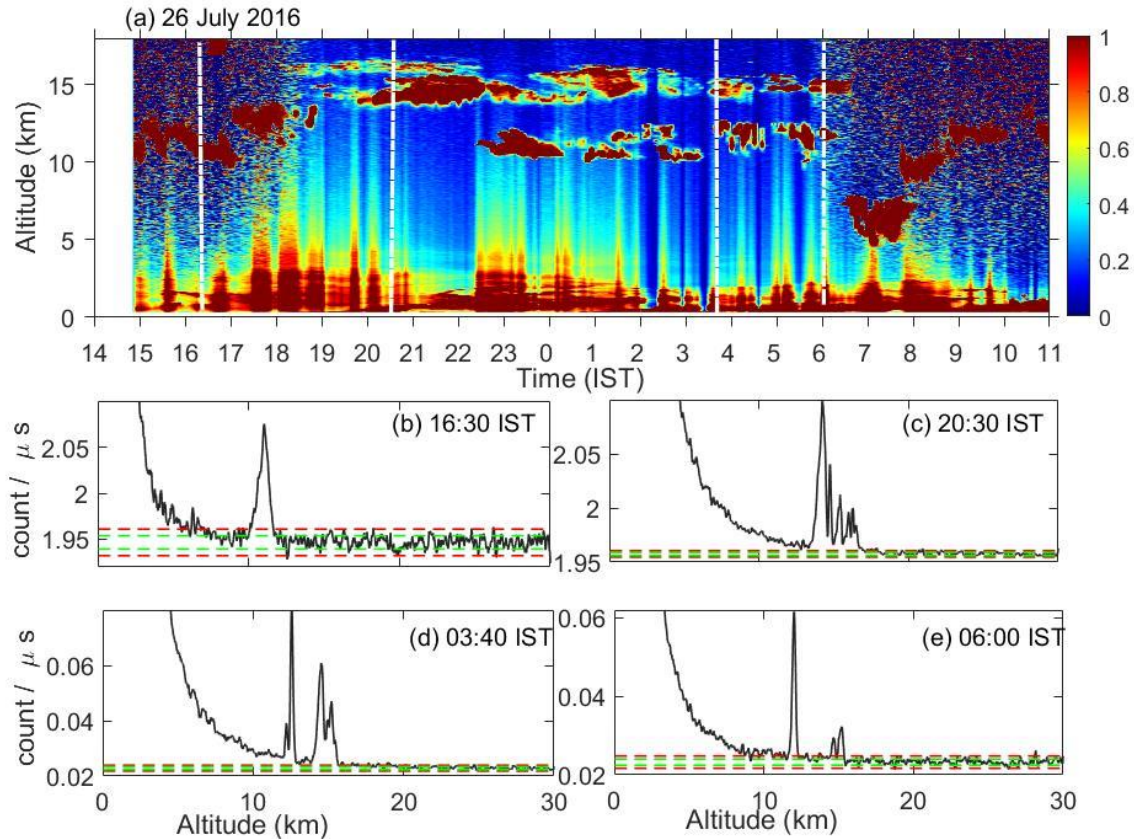 (a) 26 July 2016
Altitude (km)
15
10
5
0
14 15 16 17 18 19 20 21 22 23 0 1 2 3 4 5 6 7 8 9 10 11
Time (IST)
1
0.8
0.6
0.4
0.2
0
count / μ s
2.05
2
1.95
(b) 16:30 IST
2.05
2
1.95
(c) 20:30 IST
count / μ s
0.06
0.04
0.02
(d) 03:40 IST
0 10 20 30
Altitude (km)
0.06
0.04
0.02
(e) 06:00 IST
0 10 20 30
Altitude (km)